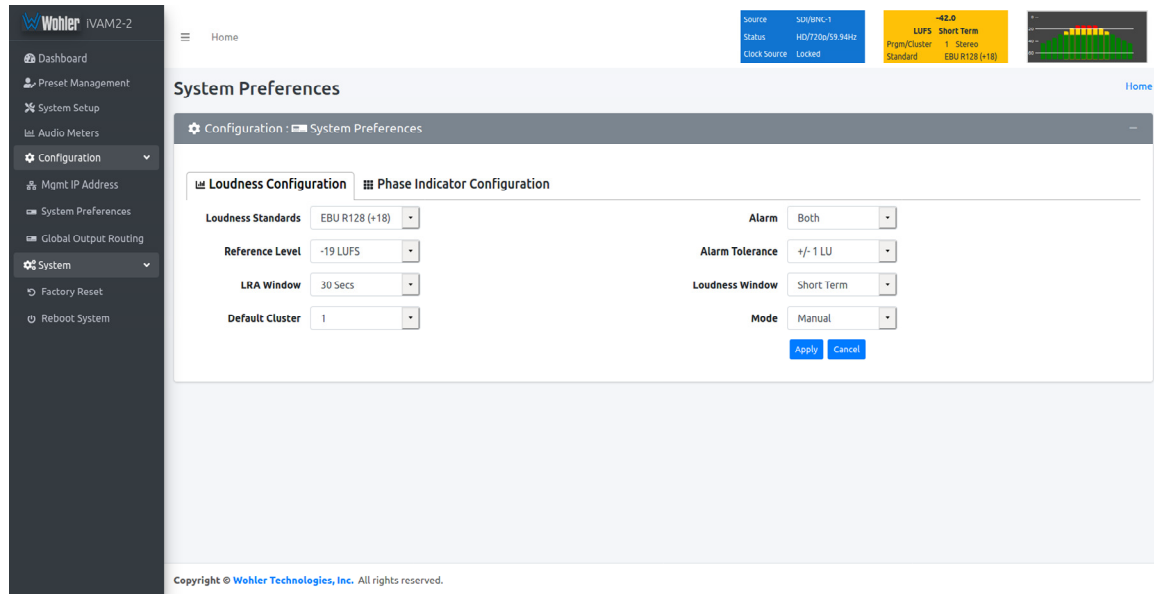 Wohler iVAM2-2
Dashboard
Preset Management
System Setup
Audio Meters
Configuration
Mgmt IP Address
System Preferences
Global Output Routing
System
Factory Reset
Reboot System
Home
Source SDI/BNC-1
Status HD/720p/59.94Hz
Clock Source Locked
-42.0
LUFS Short Term
Prgm/Cluster 1 Stereo
Standard EBU R128 (+18)
System Preferences
Home
Configuration : System Preferences
Loudness Configuration Phase Indicator Configuration
Loudness Standards EBU R128 (+18) Alarm Both
Reference Level -19 LUFS Alarm Tolerance +/- 1 LU
LRA Window 30 Secs Loudness Window Short Term
Default Cluster 1 Mode Manual
Apply Cancel
Copyright © Wohler Technologies, Inc. All rights reserved.